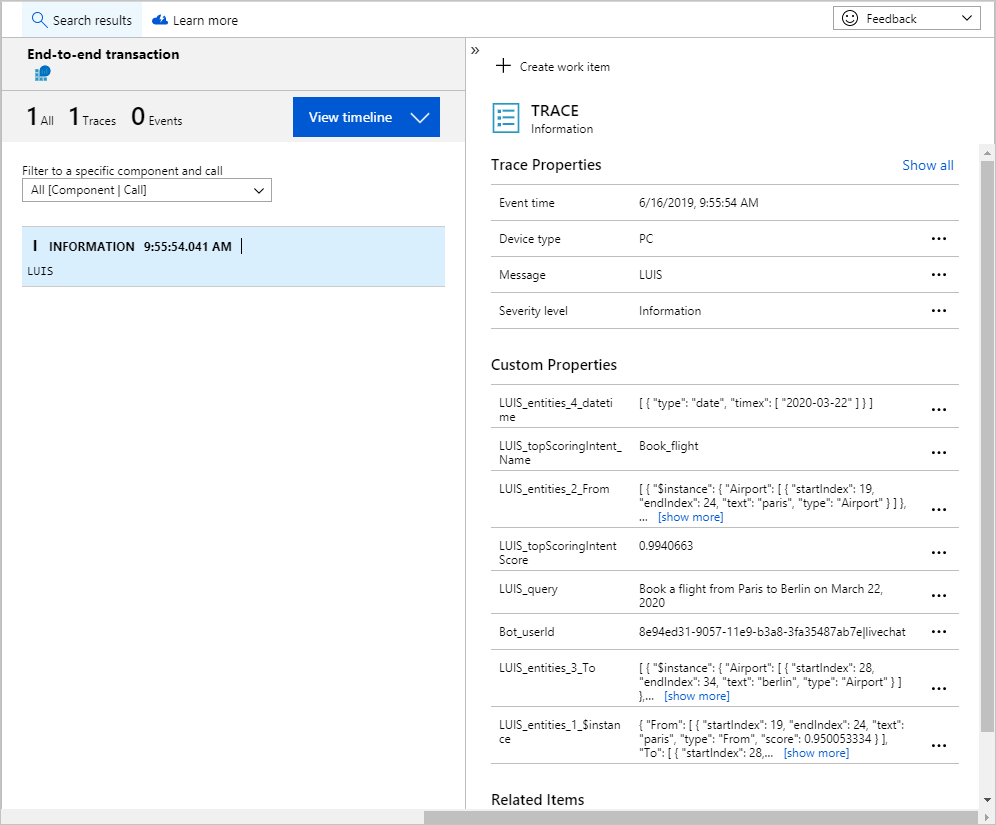 Search results
Learn more
Feedback
End-to-end transaction
1 All 1 Traces 0 Events
View timeline
Filter to a specific component and call
All [Component | Call]
I INFORMATION 9:55:54.041 AM |
LUIS
»
Create work item
TRACE
Information
Trace Properties
Show all
Event time 6/16/2019, 9:55:54 AM
Device type PC
Message LUIS
Severity level Information
Custom Properties
LUIS_entities_4_dateti
me
[ { "type": "date", "timex": [ "2020-03-22" ] } ]
LUIS_topScoringIntent_
Name
Book_flight
LUIS_entities_2_From
[ { "$instance": { "Airport": [ { "startIndex": 19,
"endIndex": 24, "text": "paris", "type": "Airport" } ] },
... [show more]
LUIS_topScoringIntent
Score
0.9940663
LUIS_query
Book a flight from Paris to Berlin on March 22,
2020
Bot_userId
8e94ed31-9057-11e9-b3a8-3fa35487ab7e|livechat
LUIS_entities_3_To
[ { "$instance": { "Airport": [ { "startIndex": 28,
"endIndex": 34, "text": "berlin", "type": "Airport" } ]
},... [show more]
LUIS_entities_1_$instan
ce
{ "From": [ { "startIndex": 19, "endIndex": 24, "text":
"paris", "type": "From", "score": 0.950053334 } ],
"To": [ { "startIndex": 28,... [show more]
Related Items